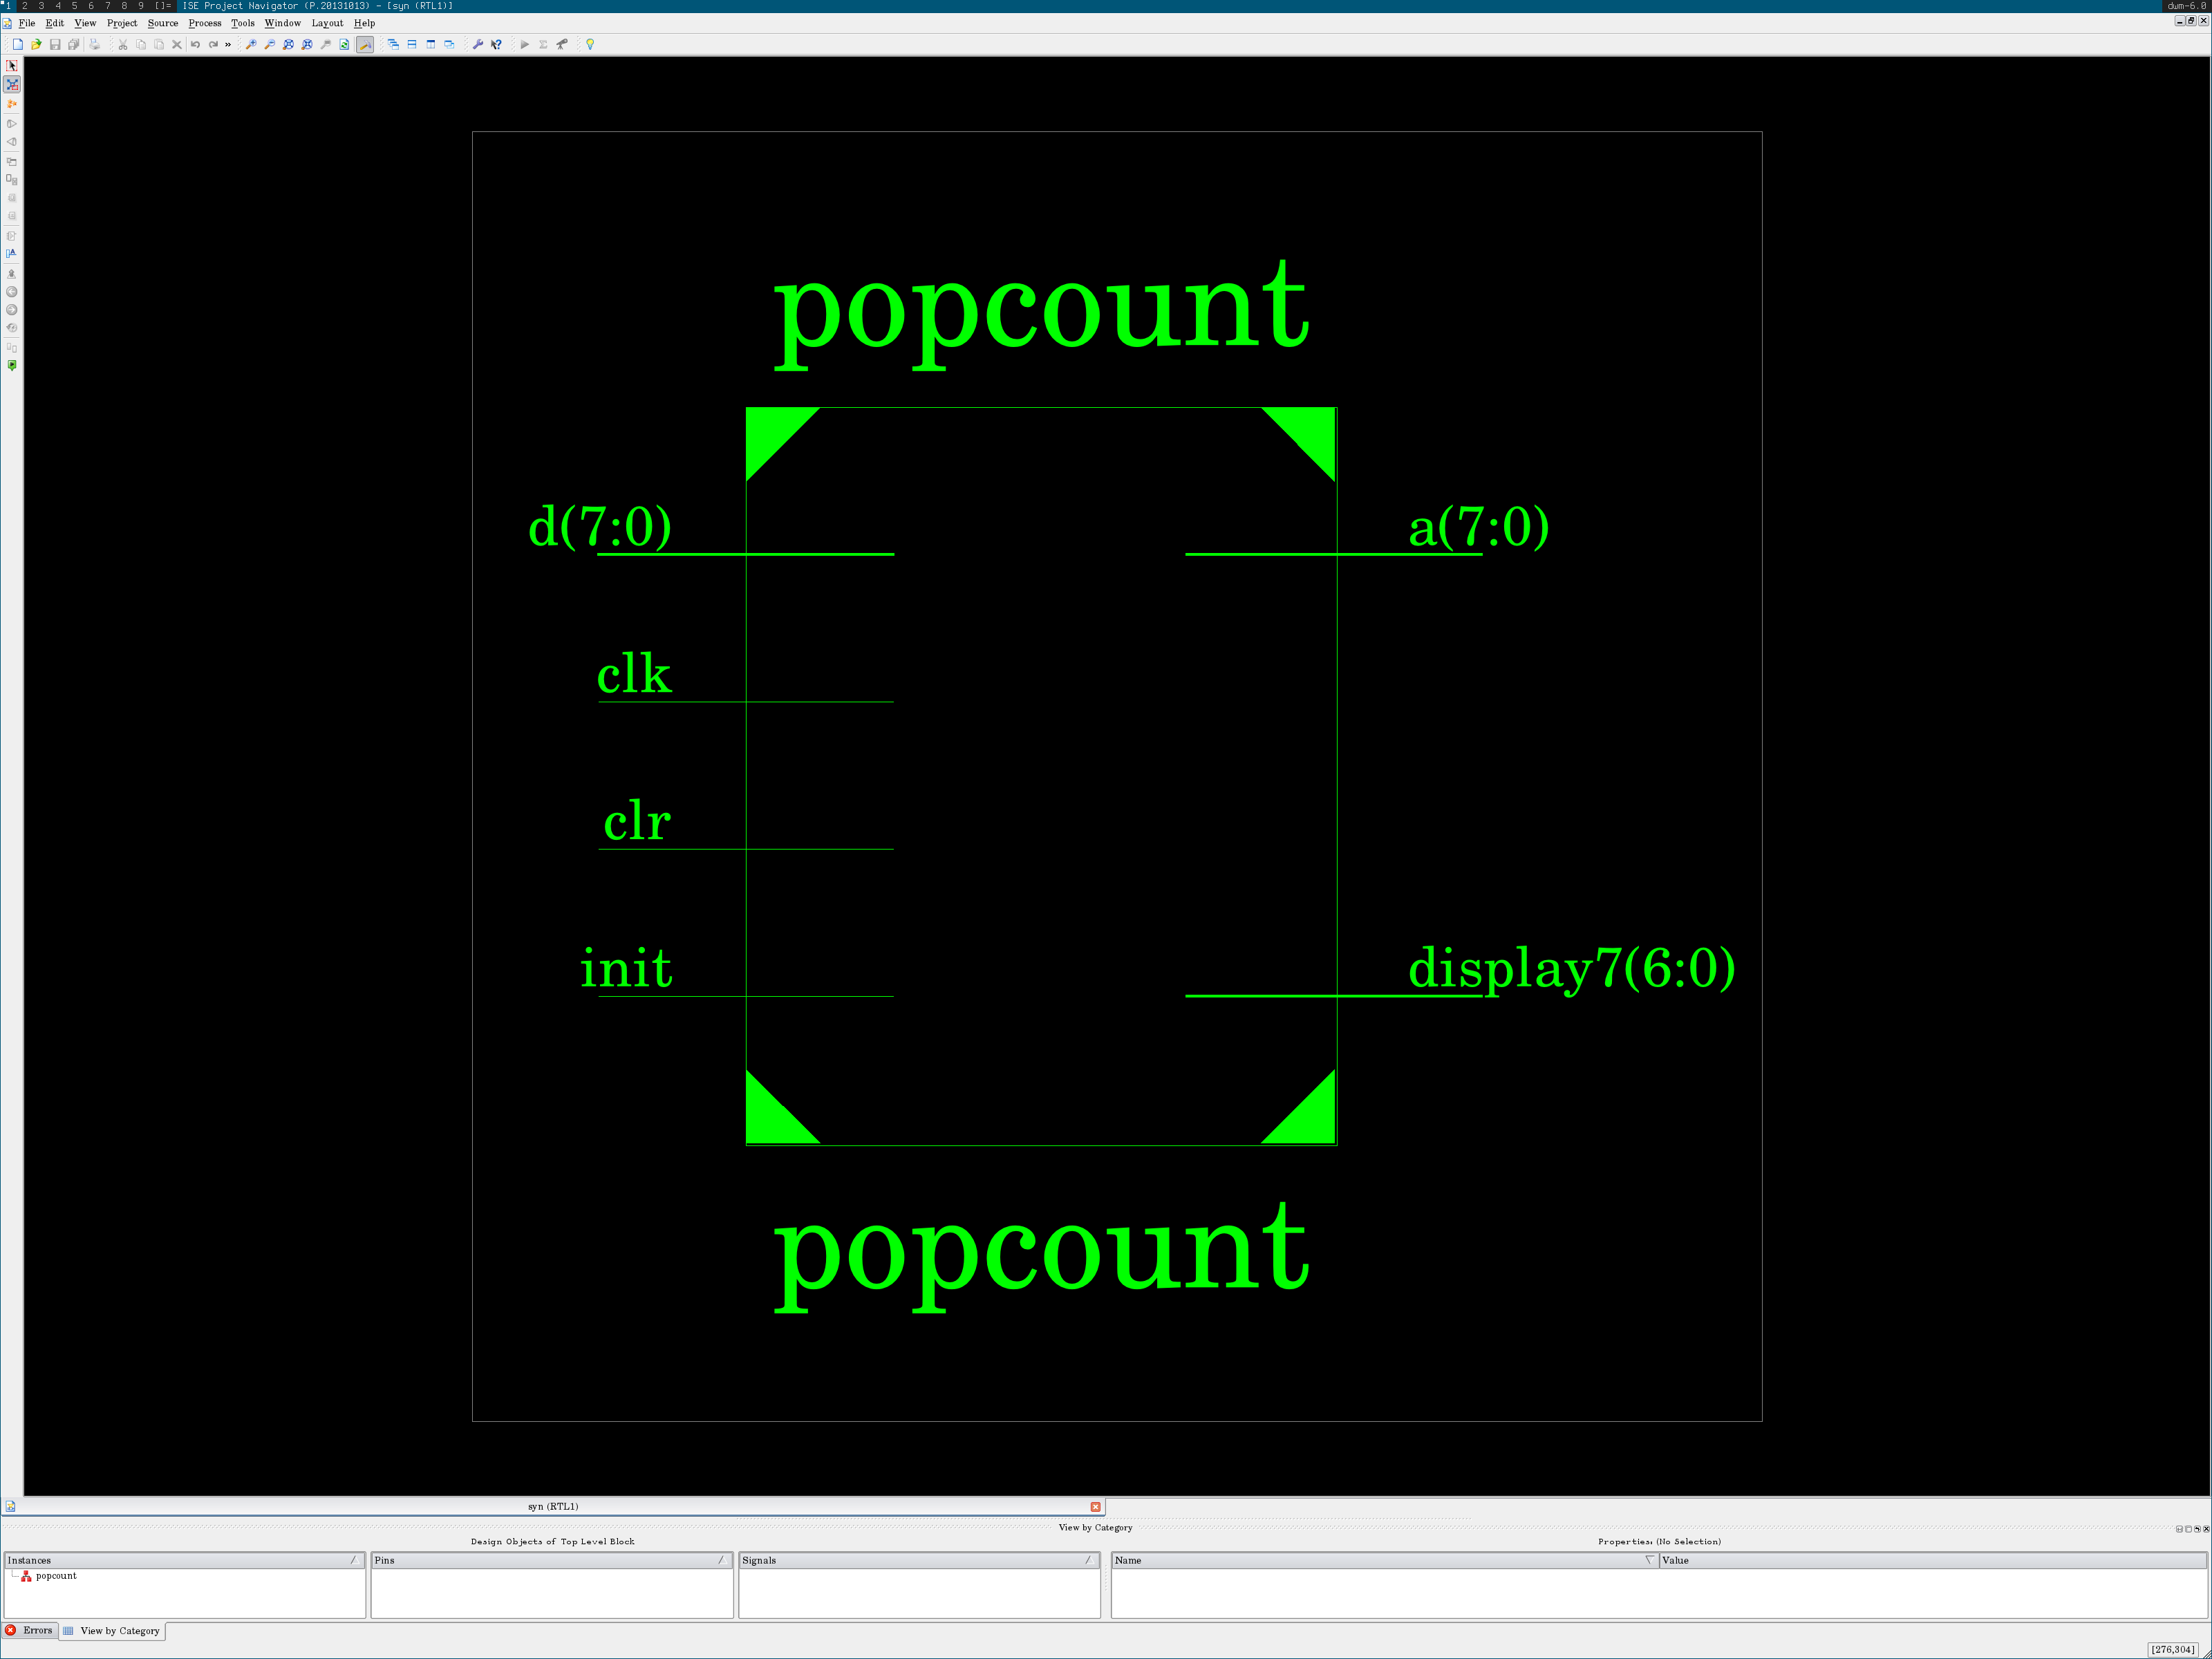 1 2 3 4 5 6 7 8 9 []= ISE Project Navigator (P.20131013) - [syn (RTL1)] dwm-6.0
File Edit View Project Source Process Tools Window Layout Help
popcount
d(7:0) a(7:0)
clk
clr
init display7(6:0)
popcount
syn (RTL1)
View by Category
Design Objects of Top Level Block Properties: (No Selection)
Instances Pins Signals Name Value
popcount
Errors View by Category
[276,304]